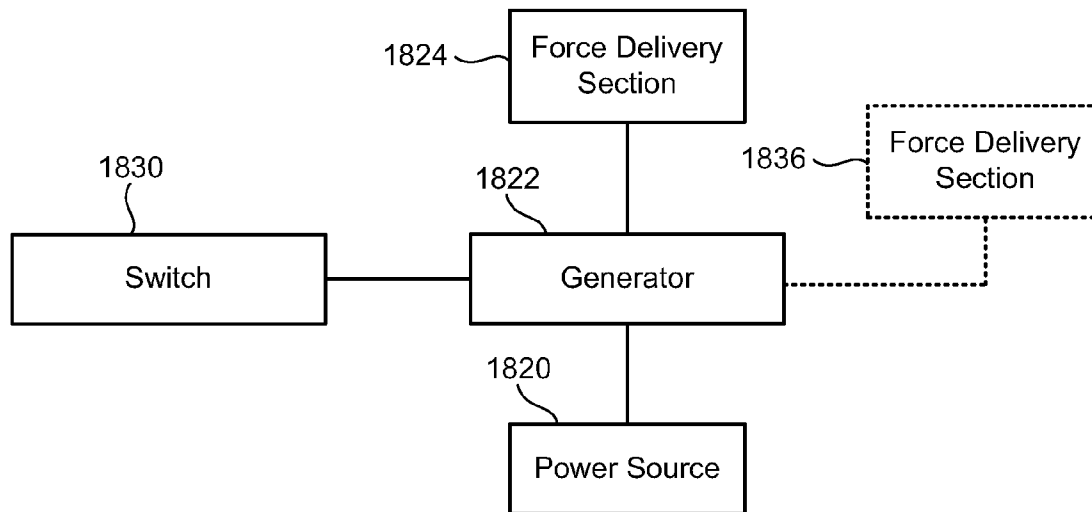 1824
Force Delivery
Section
1836
Force Delivery
Section
1830
Switch
1822
Generator
1820
Power Source